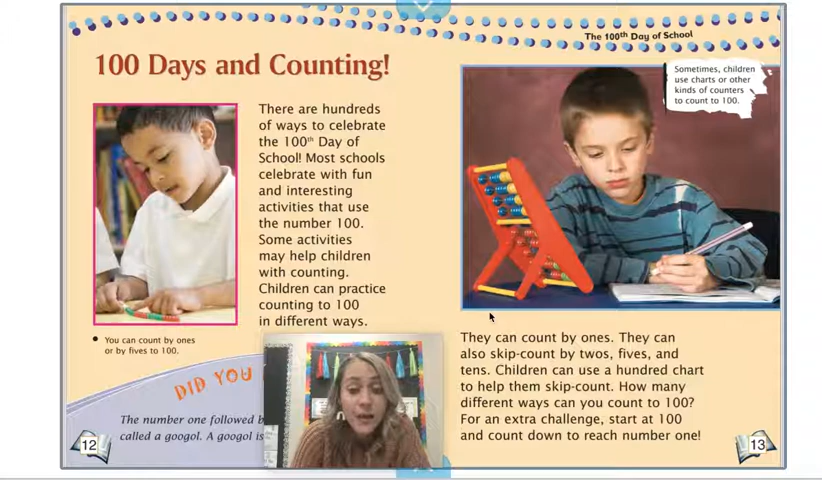 The 100th Day of School
100 Days and Counting!
There are hundreds
of ways to celebrate
the 100th Day of
School! Most schools
celebrate with fun
and interesting
activities that use
the number 100.
Some activities
may help children
with counting.
Children can practice
counting to 100
in different ways.
You can count by ones
or by fives to 100.
DID YOU
The number one followed b
called a googol. A googol is
12
Sometimes, children
use charts or other
kinds of counters
to count to 100.
They can count by ones. They can
also skip-count by twos, fives, and
tens. Children can use a hundred chart
to help them skip-count. How many
different ways can you count to 100?
For an extra challenge, start at 100
and count down to reach number one!
13